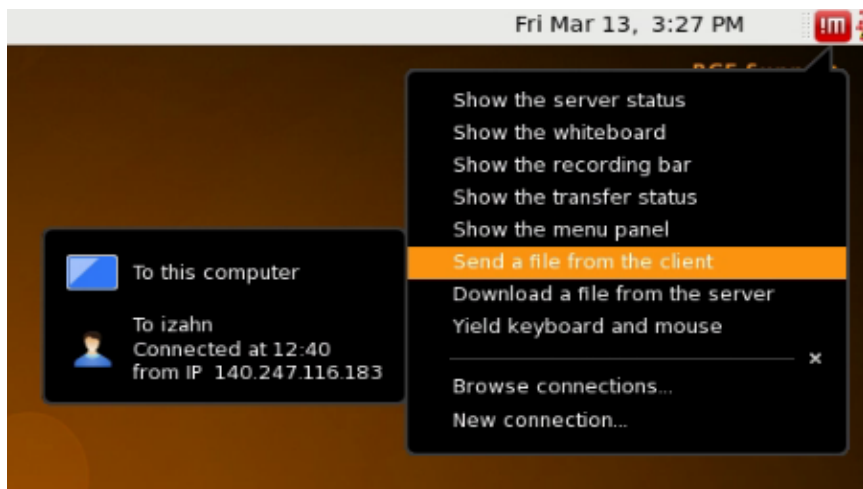 Fri Mar 13, 3:27 PM
!m
Show the server status
Show the whiteboard
Show the recording bar
Show the transfer status
Show the menu panel
Send a file from the client
Download a file from the server
Yield keyboard and mouse
Browse connections...
New connection...
To this computer
To izahn
Connected at 12:40
from IP 140.247.116.183